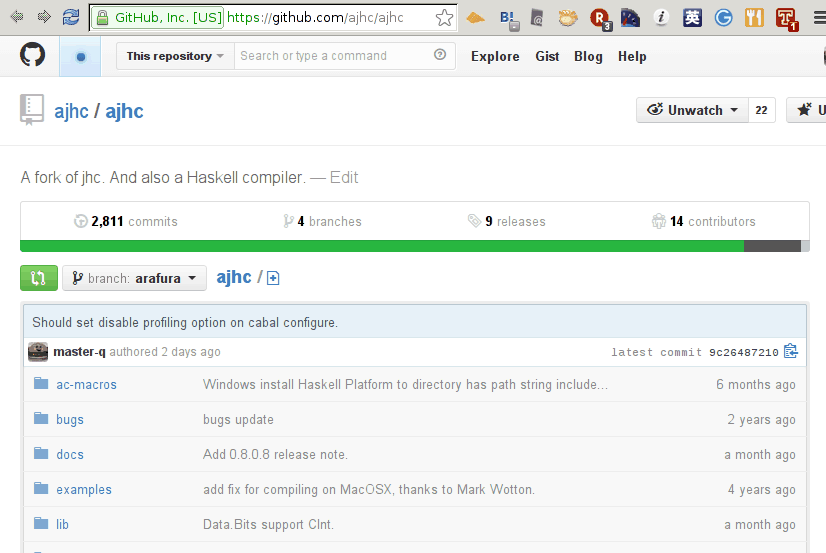 GitHub, Inc. [US] https://github.com/ajhc/ajhc
This repository Search or type a command Explore Gist Blog Help
ajhc / ajhc Unwatch 22 U
A fork of jhc. And also a Haskell compiler. — Edit
2,811 commits 4 branches 9 releases 14 contributors
branch: arafura ajhc /
Should set disable profiling option on cabal configure.
master-q authored 2 days ago latest commit 9c26487210
ac-macros Windows install Haskell Platform to directory has path string include… 6 months ago
bugs bugs update 2 years ago
docs Add 0.8.0.8 release note. a month ago
examples add fix for compiling on MacOSX, thanks to Mark Wotton. 4 years ago
lib Data.Bits support CInt. a month ago